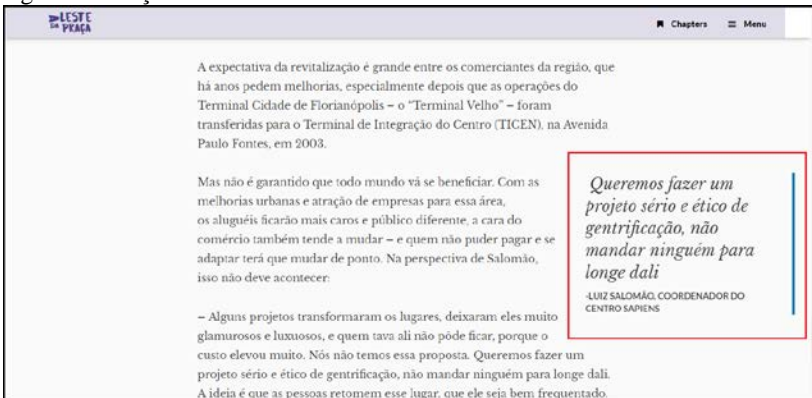 LESTE
DA PRAÇA
Chapters
Menu
A expectativa da revitalização é grande entre os comerciantes da região, que
há anos pedem melhorias, especialmente depois que as operações do
Terminal Cidade de Florianópolis – o “Terminal Velho” – foram
transferidas para o Terminal de Integração do Centro (TICEN), na Avenida
Paulo Fontes, em 2003.
Mas não é garantido que todo mundo vá se beneficiar. Com as
melhorias urbanas e atração de empresas para essa área,
os aluguéis ficarão mais caros e público diferente, a cara do
comércio também tende a mudar – e quem não puder pagar e se
adaptar terá que mudar de ponto. Na perspectiva de Salomão,
isso não deve acontecer:
– Alguns projetos transformaram os lugares, deixaram eles muito
glamurosos e luxuosos, e quem tava ali não pôde ficar, porque o
custo elevou muito. Nós não temos essa proposta. Queremos fazer um
projeto sério e ético de gentrificação, não mandar ninguém para longe dali.
A ideia é que as pessoas retomem esse lugar, que ele seja bem frequentado.
Queremos fazer um
projeto sério e ético de
gentrificação, não
mandar ninguém para
longe dali
-LUIZ SALOMÃO, COORDENADOR DO
CENTRO SAPIENS